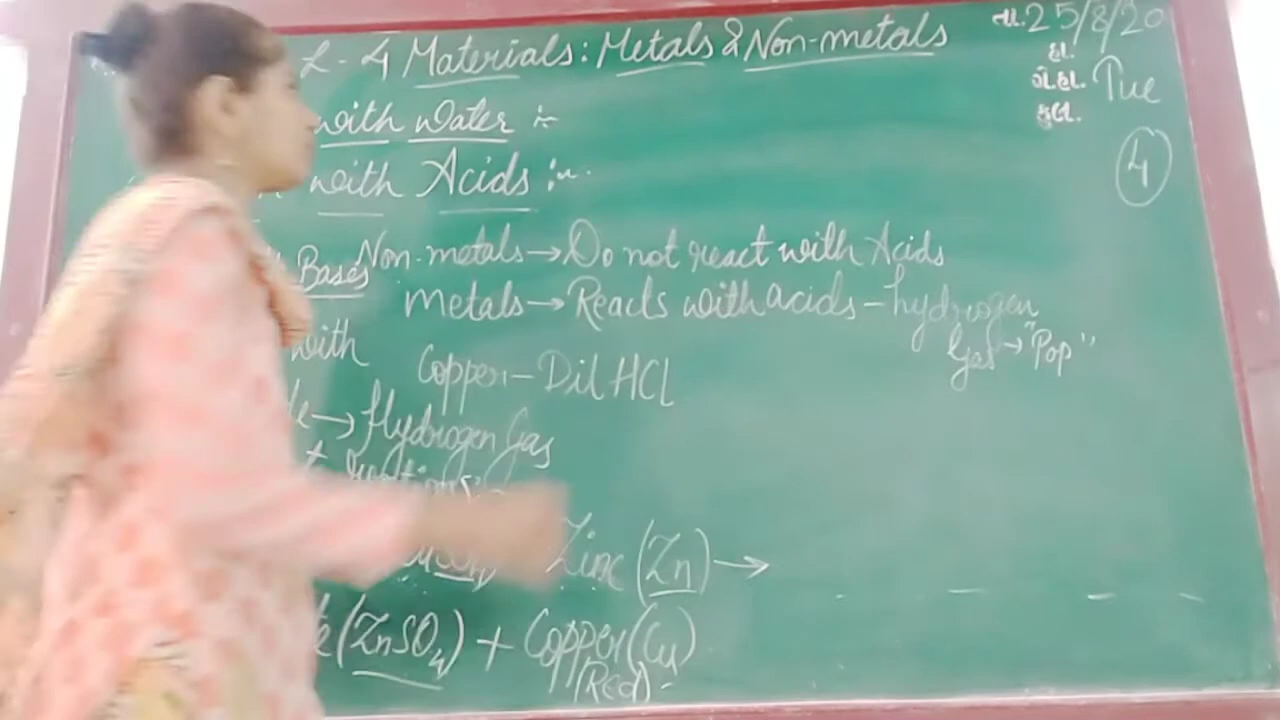 L-4 Materials: Metals & Non-metals
તા. 25/8/20
હા.
ગે.હા. Tue
કુલ.
4
with Water :-
with Acids :-
Non-metals → Do not react with Acids
Bases
Metals → Reacts with acids - hydrogen
gas → "Pop"
with
Copper - Dil HCL
→ Hydrogen Gas
Zinc (Zn) →
(ZnSO4) + Copper (Cu)
(Red)